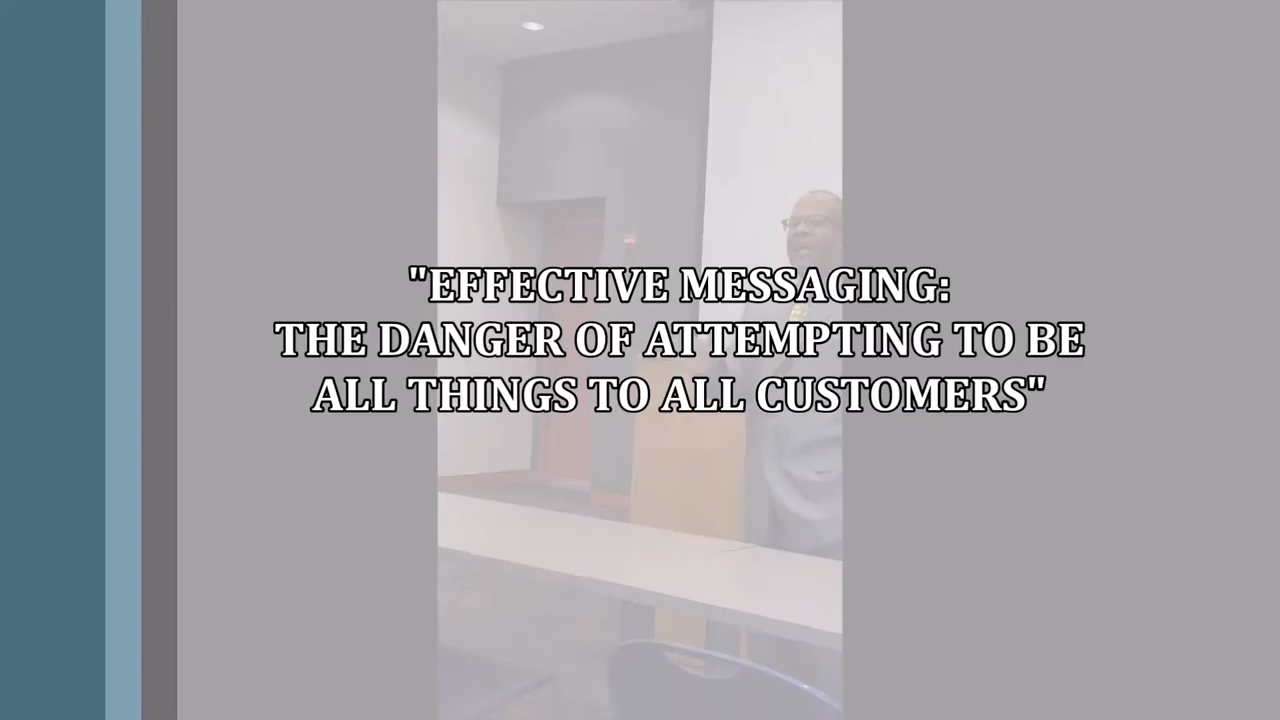 "EFFECTIVE MESSAGING:
THE DANGER OF ATTEMPTING TO BE
ALL THINGS TO ALL CUSTOMERS"